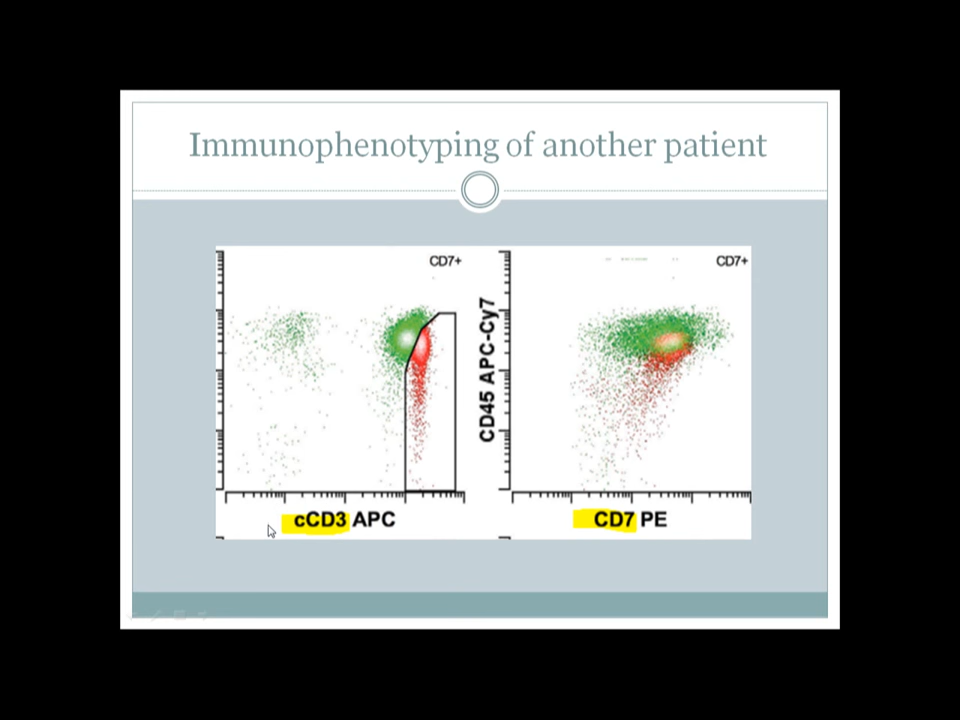 Immunophenotyping of another patient
CD7+
CD7+
CD45 APC-Cy7
cCD3 APC
CD7 PE